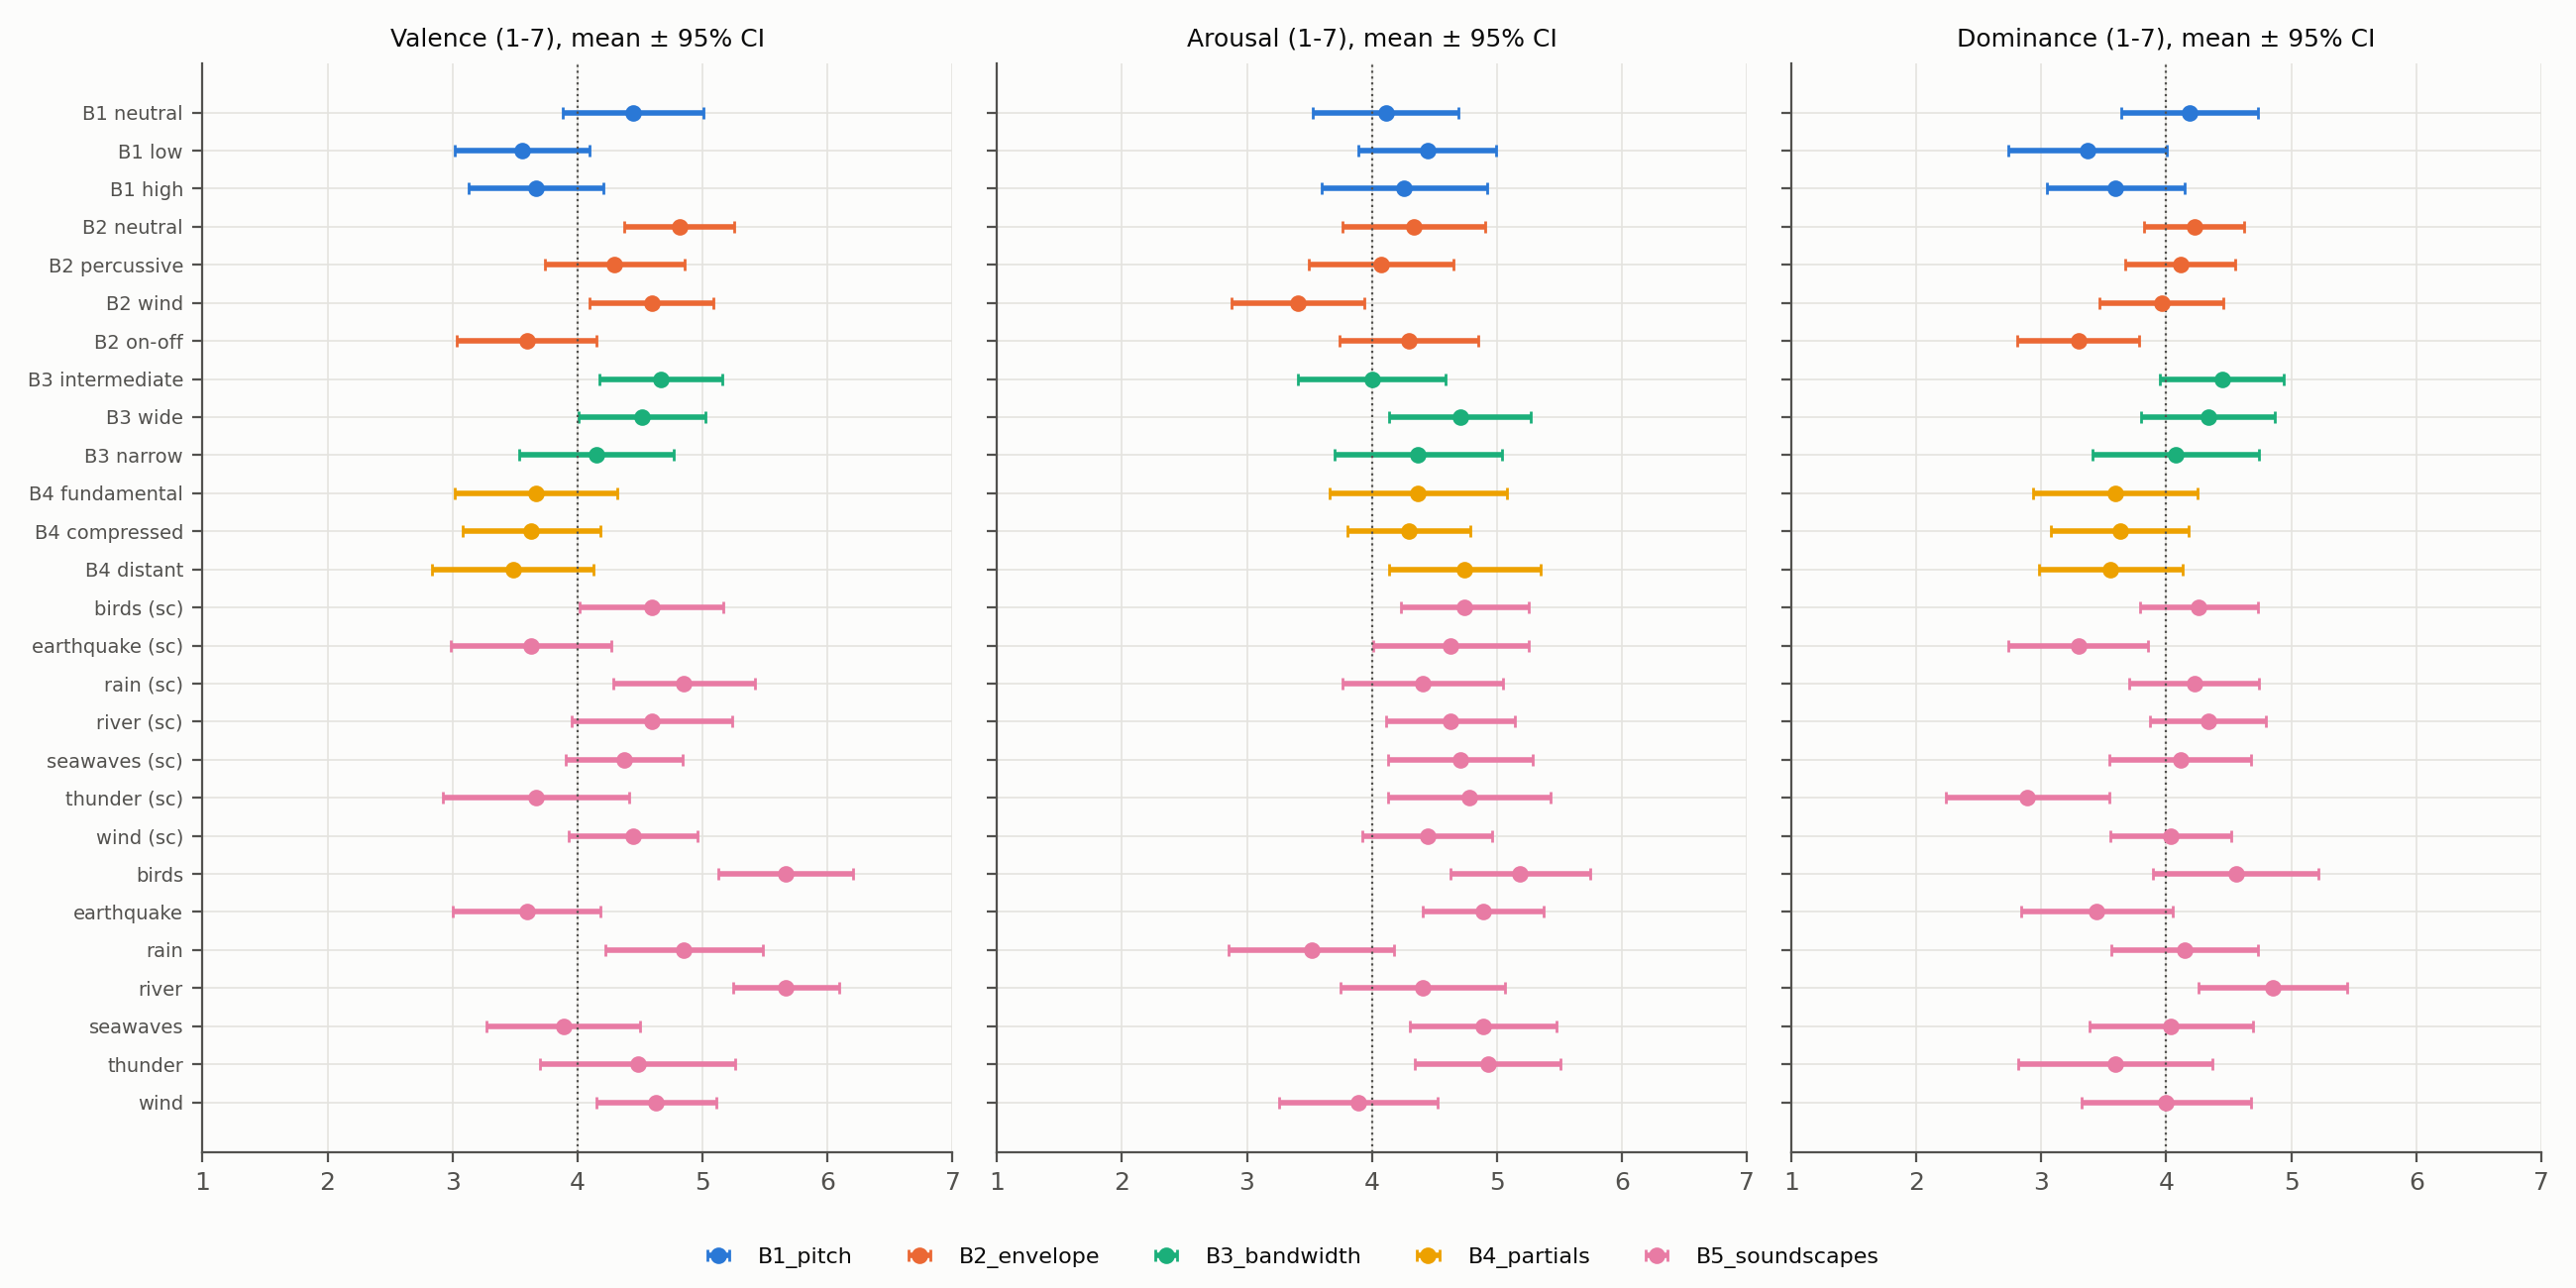 Valence (1-7), mean ± 95% CI
Arousal (1-7), mean ± 95% CI
Dominance (1-7), mean ± 95% CI
B1 neutral
B1 low
B1 high
B2 neutral
B2 percussive
B2 wind
B2 on-off
B3 intermediate
B3 wide
B3 narrow
B4 fundamental
B4 compressed
B4 distant
birds (sc)
earthquake (sc)
rain (sc)
river (sc)
seawaves (sc)
thunder (sc)
wind (sc)
birds
earthquake
rain
river
seawaves
thunder
wind
1 2 3 4 5 6 7
1 2 3 4 5 6 7
1 2 3 4 5 6 7
B1_pitch
B2_envelope
B3_bandwidth
B4_partials
B5_soundscapes